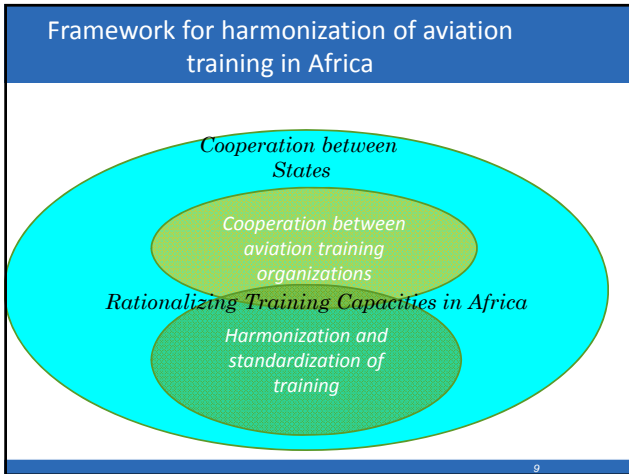 Framework for harmonization of aviation
training in Africa
Cooperation between
States
Cooperation between
aviation training
organizations
Rationalizing Training Capacities in Africa
Harmonization and
standardization of
training
9